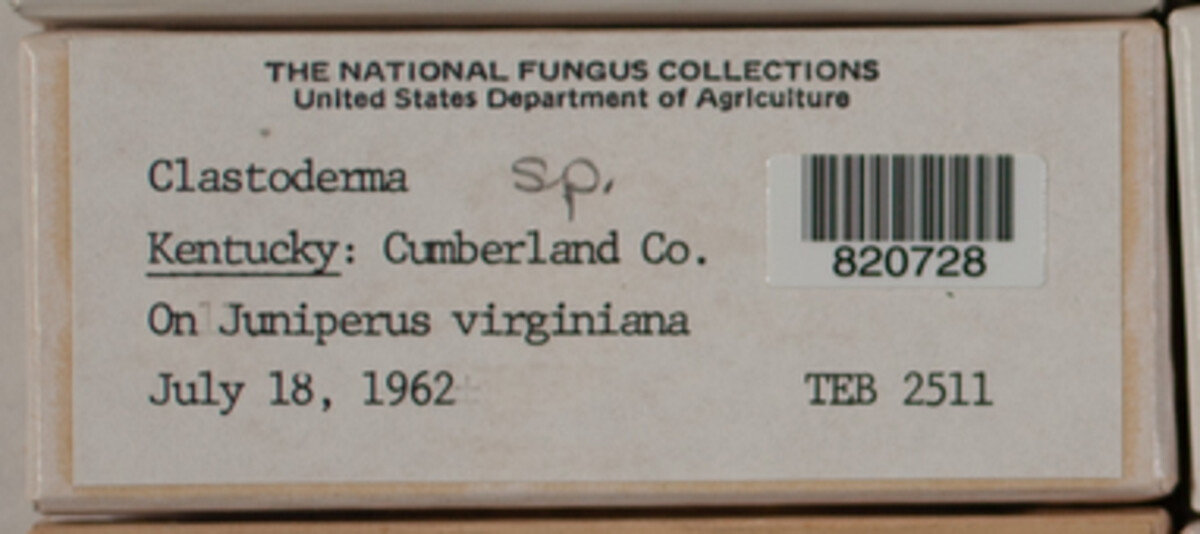 THE NATIONAL FUNGUS COLLECTIONS
United States Department of Agriculture
Clastoderma sp.
Kentucky: Cumberland Co.
820728
On Juniperus virginiana
July 18, 1962 TEB 2511